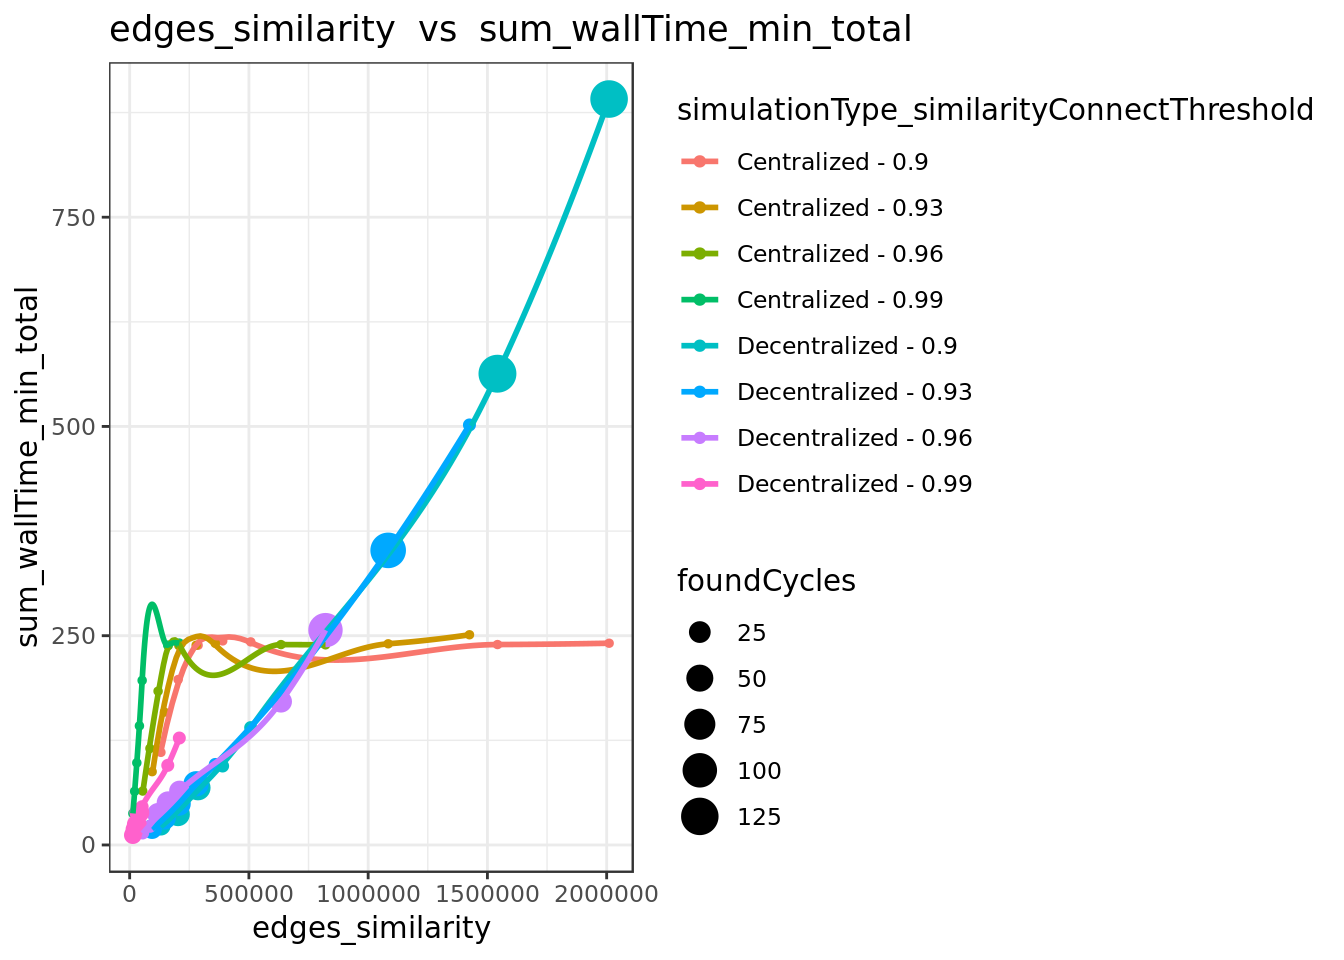 edges_similarity vs sum_wallTime_min_total
sum_wallTime_min_total
750
500
250
0
0 500000 1000000 1500000 2000000
edges_similarity
simulationType_similarityConnectThreshold
Centralized - 0.9
Centralized - 0.93
Centralized - 0.96
Centralized - 0.99
Decentralized - 0.9
Decentralized - 0.93
Decentralized - 0.96
Decentralized - 0.99
foundCycles
25
50
75
100
125